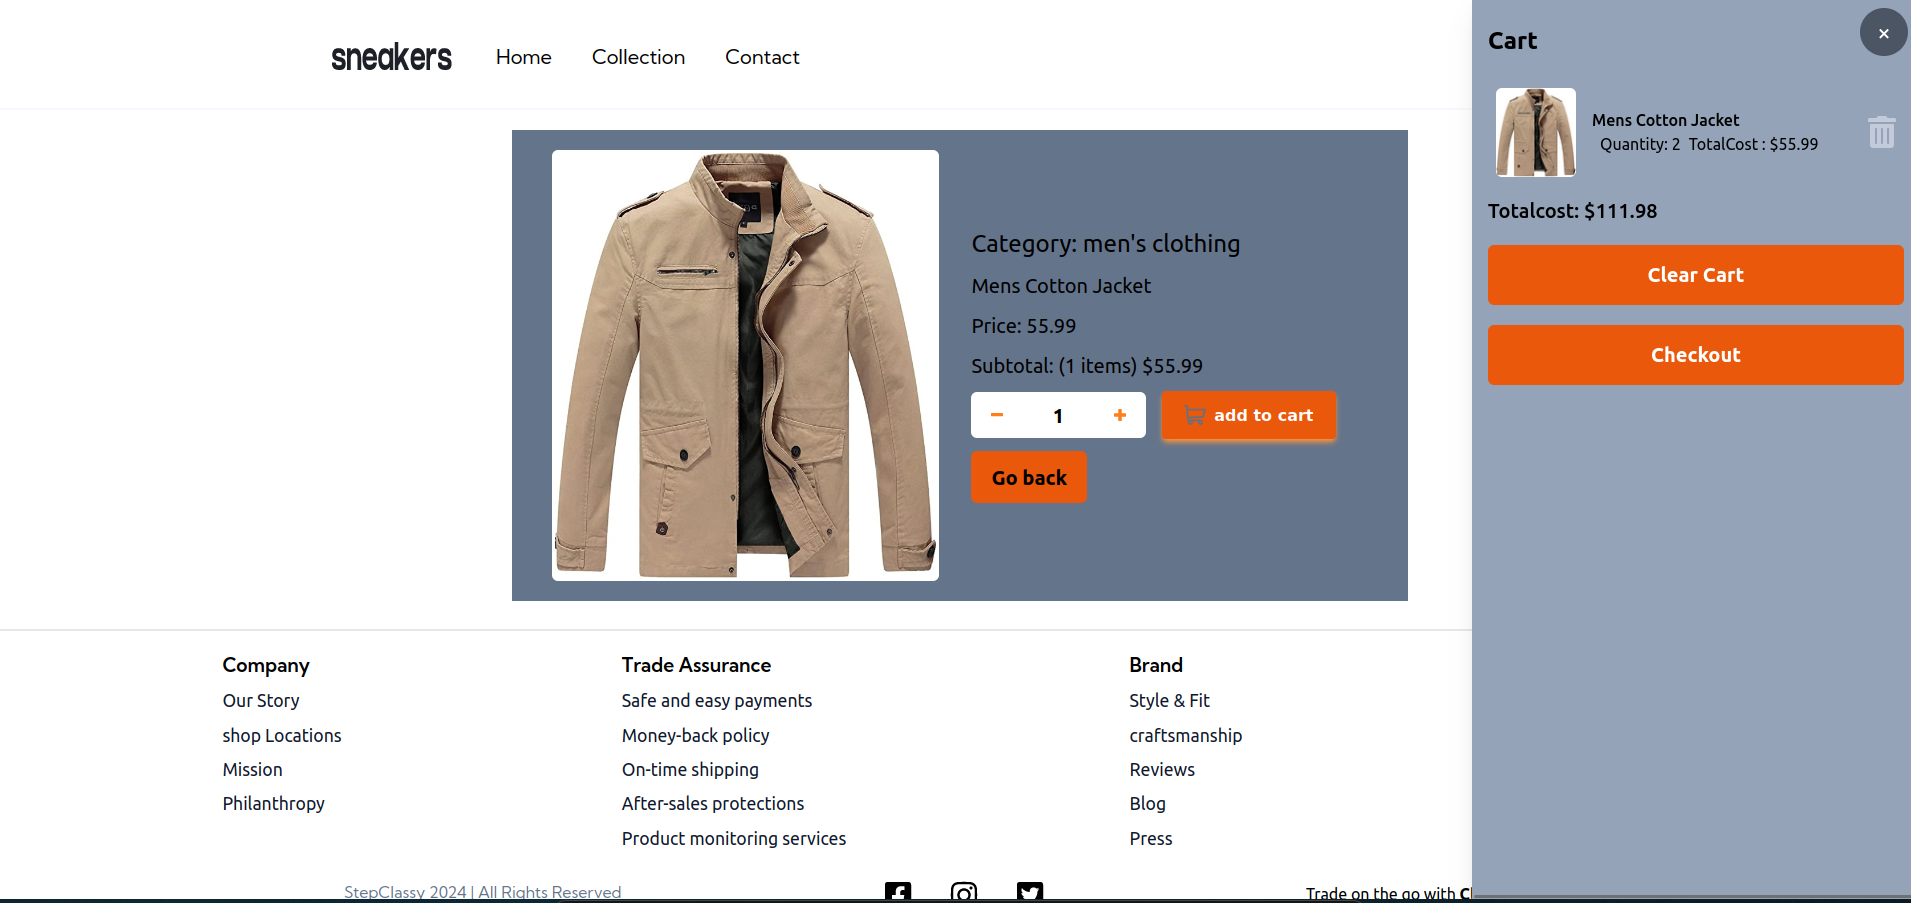 sneakers
Home
Collection
Contact
Category: men's clothing
Mens Cotton Jacket
Price: 55.99
Subtotal: (1 items) $55.99
1
add to cart
Go back
Cart
×
Mens Cotton Jacket
Quantity: 2 TotalCost : $55.99
Totalcost: $111.98
Clear Cart
Checkout
Company
Our Story
shop Locations
Mission
Philanthropy
Trade Assurance
Safe and easy payments
Money-back policy
On-time shipping
After-sales protections
Product monitoring services
Brand
Style & Fit
craftsmanship
Reviews
Blog
Press
StepClassy 2024 | All Rights Reserved
Trade on the go with